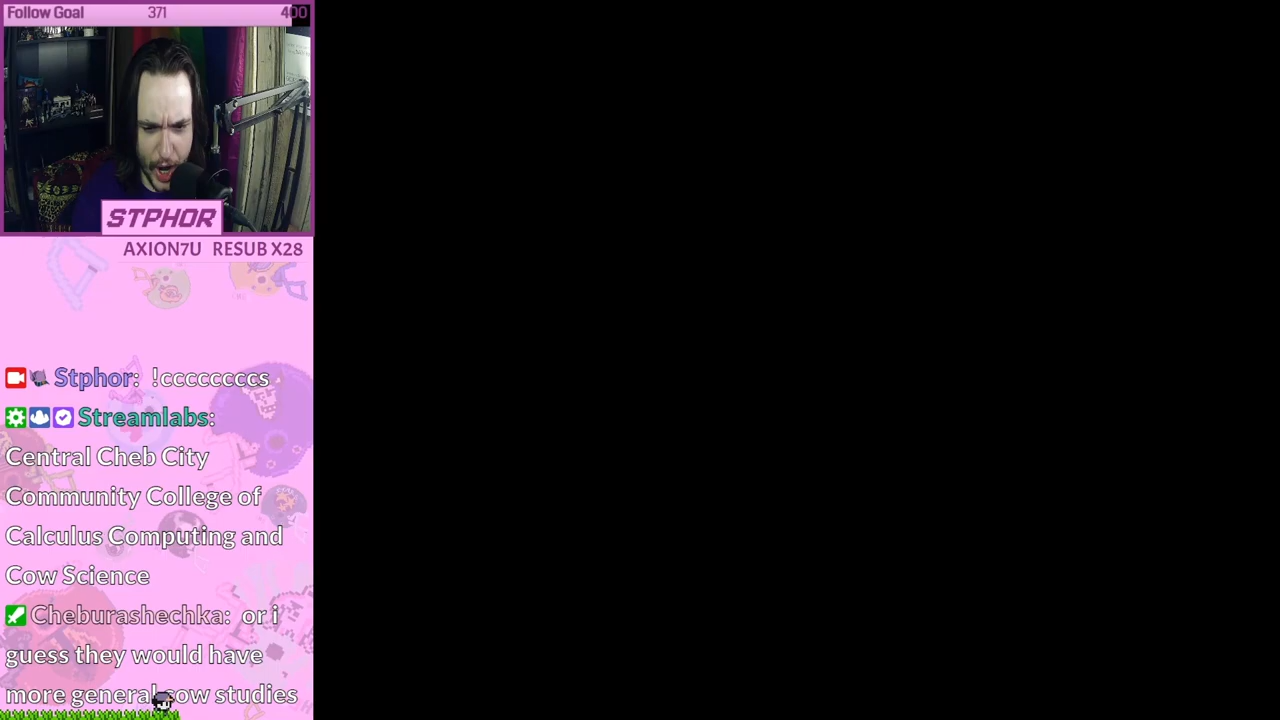 Follow Goal 371 400
STPHOR
AXION7U RESUB X28
Stphor: !ccccccccs
Streamlabs:
Central Cheb City
Community College of
Calculus Computing and
Cow Science
Cheburashechka: or i
guess they would have
more general cow studies